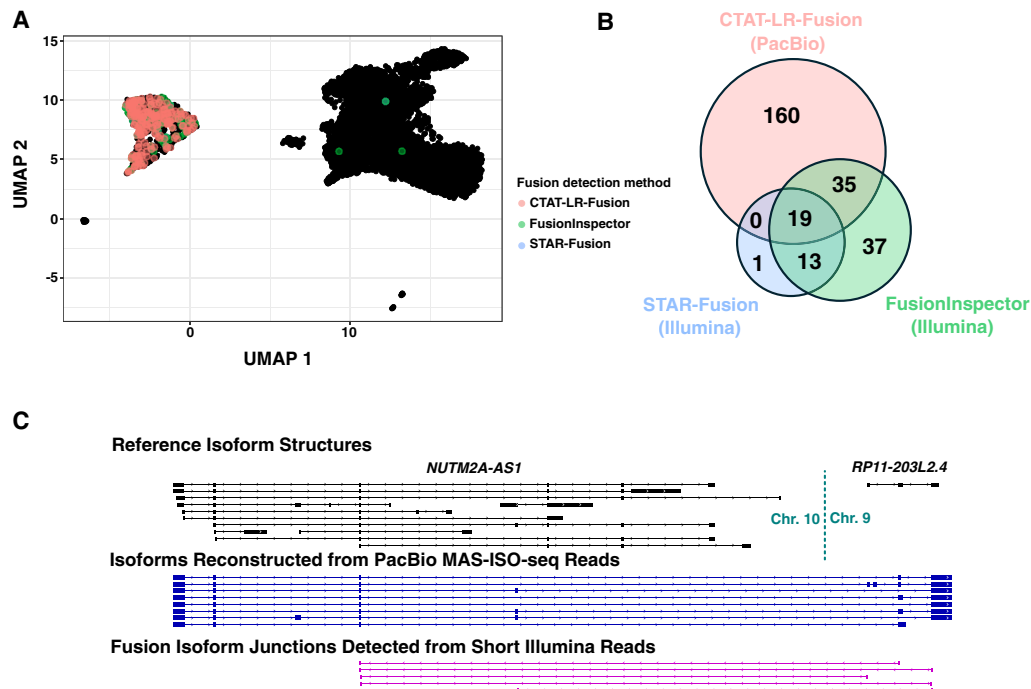 A
15
10
5
0
-5
UMAP 2
0
10
UMAP 1
Fusion detection method
CTAT-LR-Fusion
FusionInspector
STAR-Fusion
B
CTAT-LR-Fusion
(PacBio)
160
35
0
19
1
13
37
STAR-Fusion
(Illumina)
FusionInspector
(Illumina)
C
Reference Isoform Structures
NUTM2A-AS1
RP11-203L2.4
Chr. 10
Chr. 9
Isoforms Reconstructed from PacBio MAS-ISO-seq Reads
Fusion Isoform Junctions Detected from Short Illumina Reads